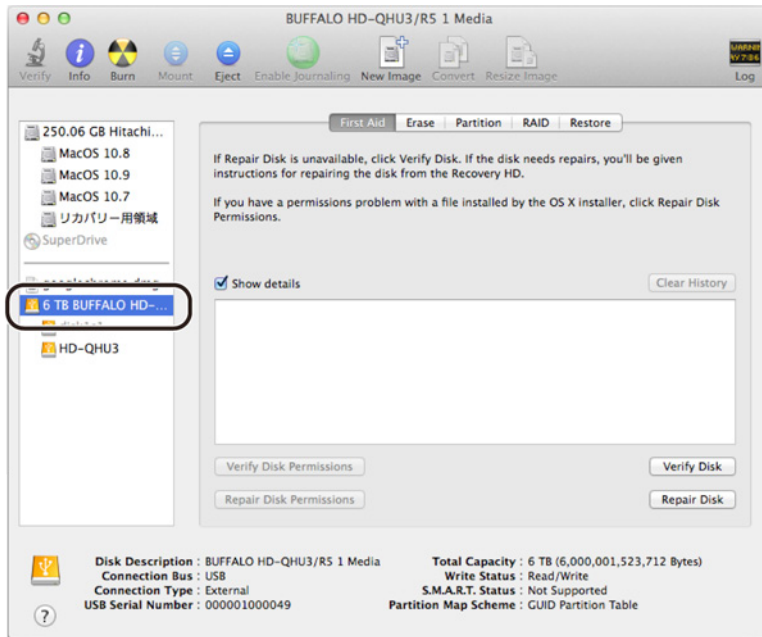 BUFFALO HD-QHU3/R5 1 Media
Verify Info Burn Mount Eject Enable Journaling New Image Convert Resize Image Log
First Aid Erase Partition RAID Restore
250.06 GB Hitachi...
MacOS 10.8
MacOS 10.9
MacOS 10.7
リカバリー用領域
SuperDrive
6 TB BUFFALO HD-...
HD-QHU3
If Repair Disk is unavailable, click Verify Disk. If the disk needs repairs, you'll be given
instructions for repairing the disk from the Recovery HD.
If you have a permissions problem with a file installed by the OS X installer, click Repair Disk
Permissions.
Show details
Clear History
Verify Disk Permissions
Verify Disk
Repair Disk Permissions
Repair Disk
Disk Description : BUFFALO HD-QHU3/R5 1 Media
Connection Bus : USB
Connection Type : External
USB Serial Number : 000001000049
Total Capacity : 6 TB (6,000,001,523,712 Bytes)
Write Status : Read/Write
S.M.A.R.T. Status : Not Supported
Partition Map Scheme : GUID Partition Table
?